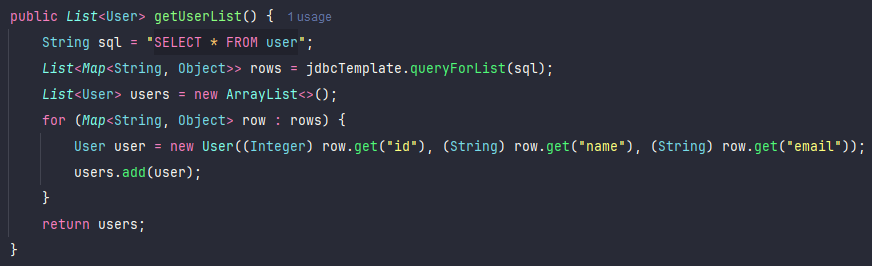 public List<User> getUserList() { 1 usage
String sql = "SELECT * FROM user";
List<Map<String, Object>> rows = jdbcTemplate.queryForList(sql);
List<User> users = new ArrayList<>();
for (Map<String, Object> row : rows) {
User user = new User((Integer) row.get("id"), (String) row.get("name"), (String) row.get("email"));
users.add(user);
}
return users;
}